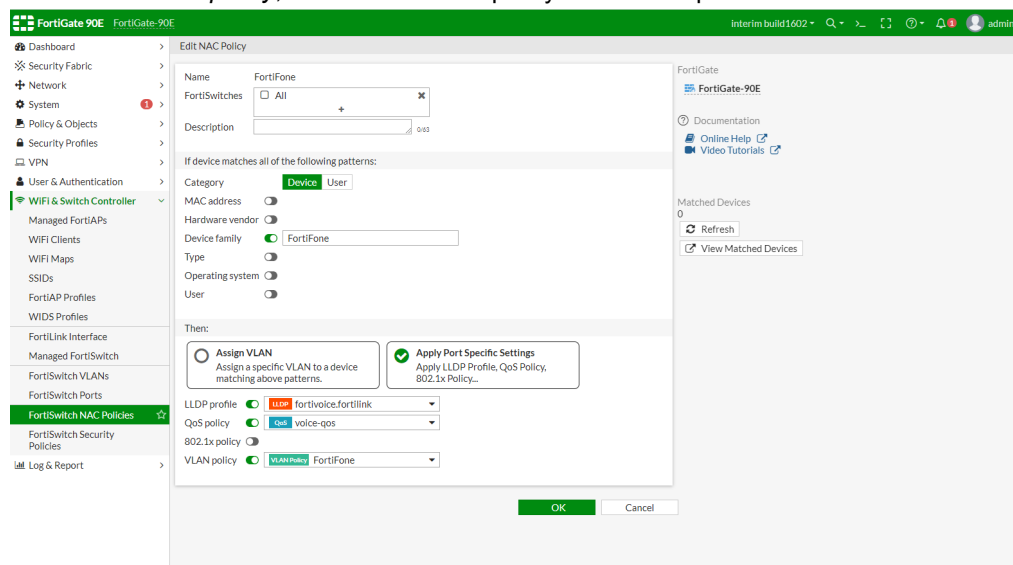 FortiGate 90E FortiGate-90E
interim build1602
>_
1
admin
Dashboard
Security Fabric
Network
System 1
Policy & Objects
Security Profiles
VPN
User & Authentication
WiFi & Switch Controller
Managed FortiAPs
WiFi Clients
WiFi Maps
SSIDs
FortiAP Profiles
WIDS Profiles
FortiLink Interface
Managed FortiSwitch
FortiSwitch VLANs
FortiSwitch Ports
FortiSwitch NAC Policies
FortiSwitch Security
Policies
Log & Report
Edit NAC Policy
Name FortiFone
FortiSwitches All
+
Description
0/63
If device matches all of the following patterns:
Category Device User
MAC address
Hardware vendor
Device family FortiFone
Type
Operating system
User
Then:
Assign VLAN
Assign a specific VLAN to a device
matching above patterns.
Apply Port Specific Settings
Apply LLDP Profile, QoS Policy,
802.1x Policy...
LLDP profile LLDP fortivoice.fortilink
QoS policy QoS voice-qos
802.1x policy
VLAN policy VLAN Policy FortiFone
OK Cancel
FortiGate
FortiGate-90E
Documentation
Online Help
Video Tutorials
Matched Devices
0
Refresh
View Matched Devices